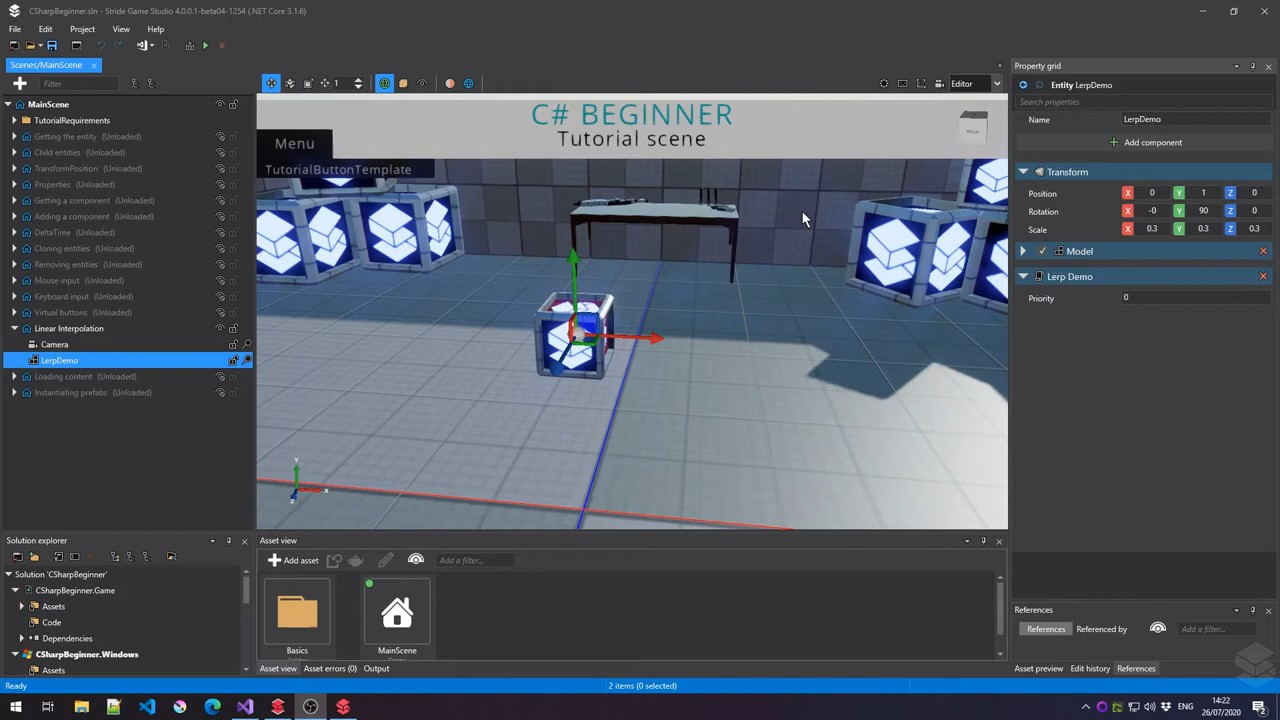 CSharpBeginner.sln - Stride Game Studio 4.0.0.1-beta04-1254 (.NET Core 3.1.6)
File Edit Project View Help
Scenes/MainScene
Filter
1
Editor
MainScene
TutorialRequirements
Getting the entity (Unloaded)
Child entities (Unloaded)
TransformPosition (Unloaded)
Properties (Unloaded)
Getting a component (Unloaded)
Adding a component (Unloaded)
DeltaTime (Unloaded)
Cloning entities (Unloaded)
Removing entities (Unloaded)
Mouse input (Unloaded)
Keyboard input (Unloaded)
Virtual buttons (Unloaded)
Linear Interpolation
Camera
LerpDemo
Loading content (Unloaded)
Instantiating prefabs (Unloaded)
C# BEGINNER
Tutorial scene
Menu
TutorialButtonTemplate
Y
X
Z
Property grid
Entity LerpDemo
Search properties
Name LerpDemo
Add component
Transform
Position X 0 Y 1 Z 0
Rotation X -0 Y 90 Z 0
Scale X 0.3 Y 0.3 Z 0.3
Model
Lerp Demo
Priority 0
Solution explorer
Solution 'CSharpBeginner'
CSharpBeginner.Game
Assets
Code
Dependencies
CSharpBeginner.Windows
Assets
Asset view
Add asset
Add a filter...
Basics
MainScene
Asset view Asset errors (0) Output
References
References Referenced by Add a filter...
Asset preview Edit history References
Ready
2 items (0 selected)
ENG
14:22
26/07/2020
2